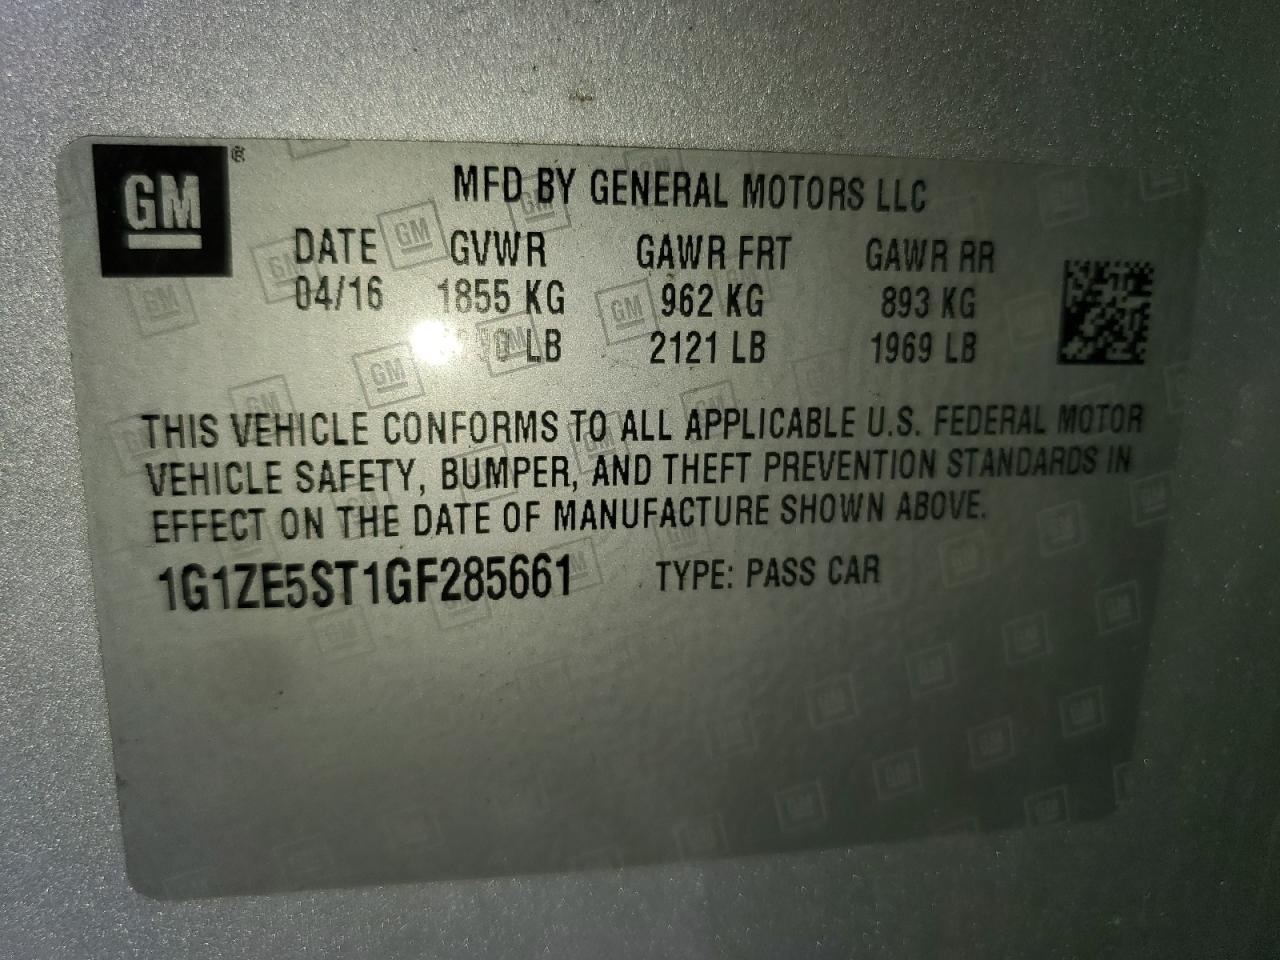 GM ®
MFD BY GENERAL MOTORS LLC
DATE GVWR GAWR FRT GAWR RR
04/16 1855 KG 962 KG 893 KG
LB 2121 LB 1969 LB
THIS VEHICLE CONFORMS TO ALL APPLICABLE U.S. FEDERAL MOTOR
VEHICLE SAFETY, BUMPER, AND THEFT PREVENTION STANDARDS IN
EFFECT ON THE DATE OF MANUFACTURE SHOWN ABOVE.
1G1ZE5ST1GF285661 TYPE: PASS CAR